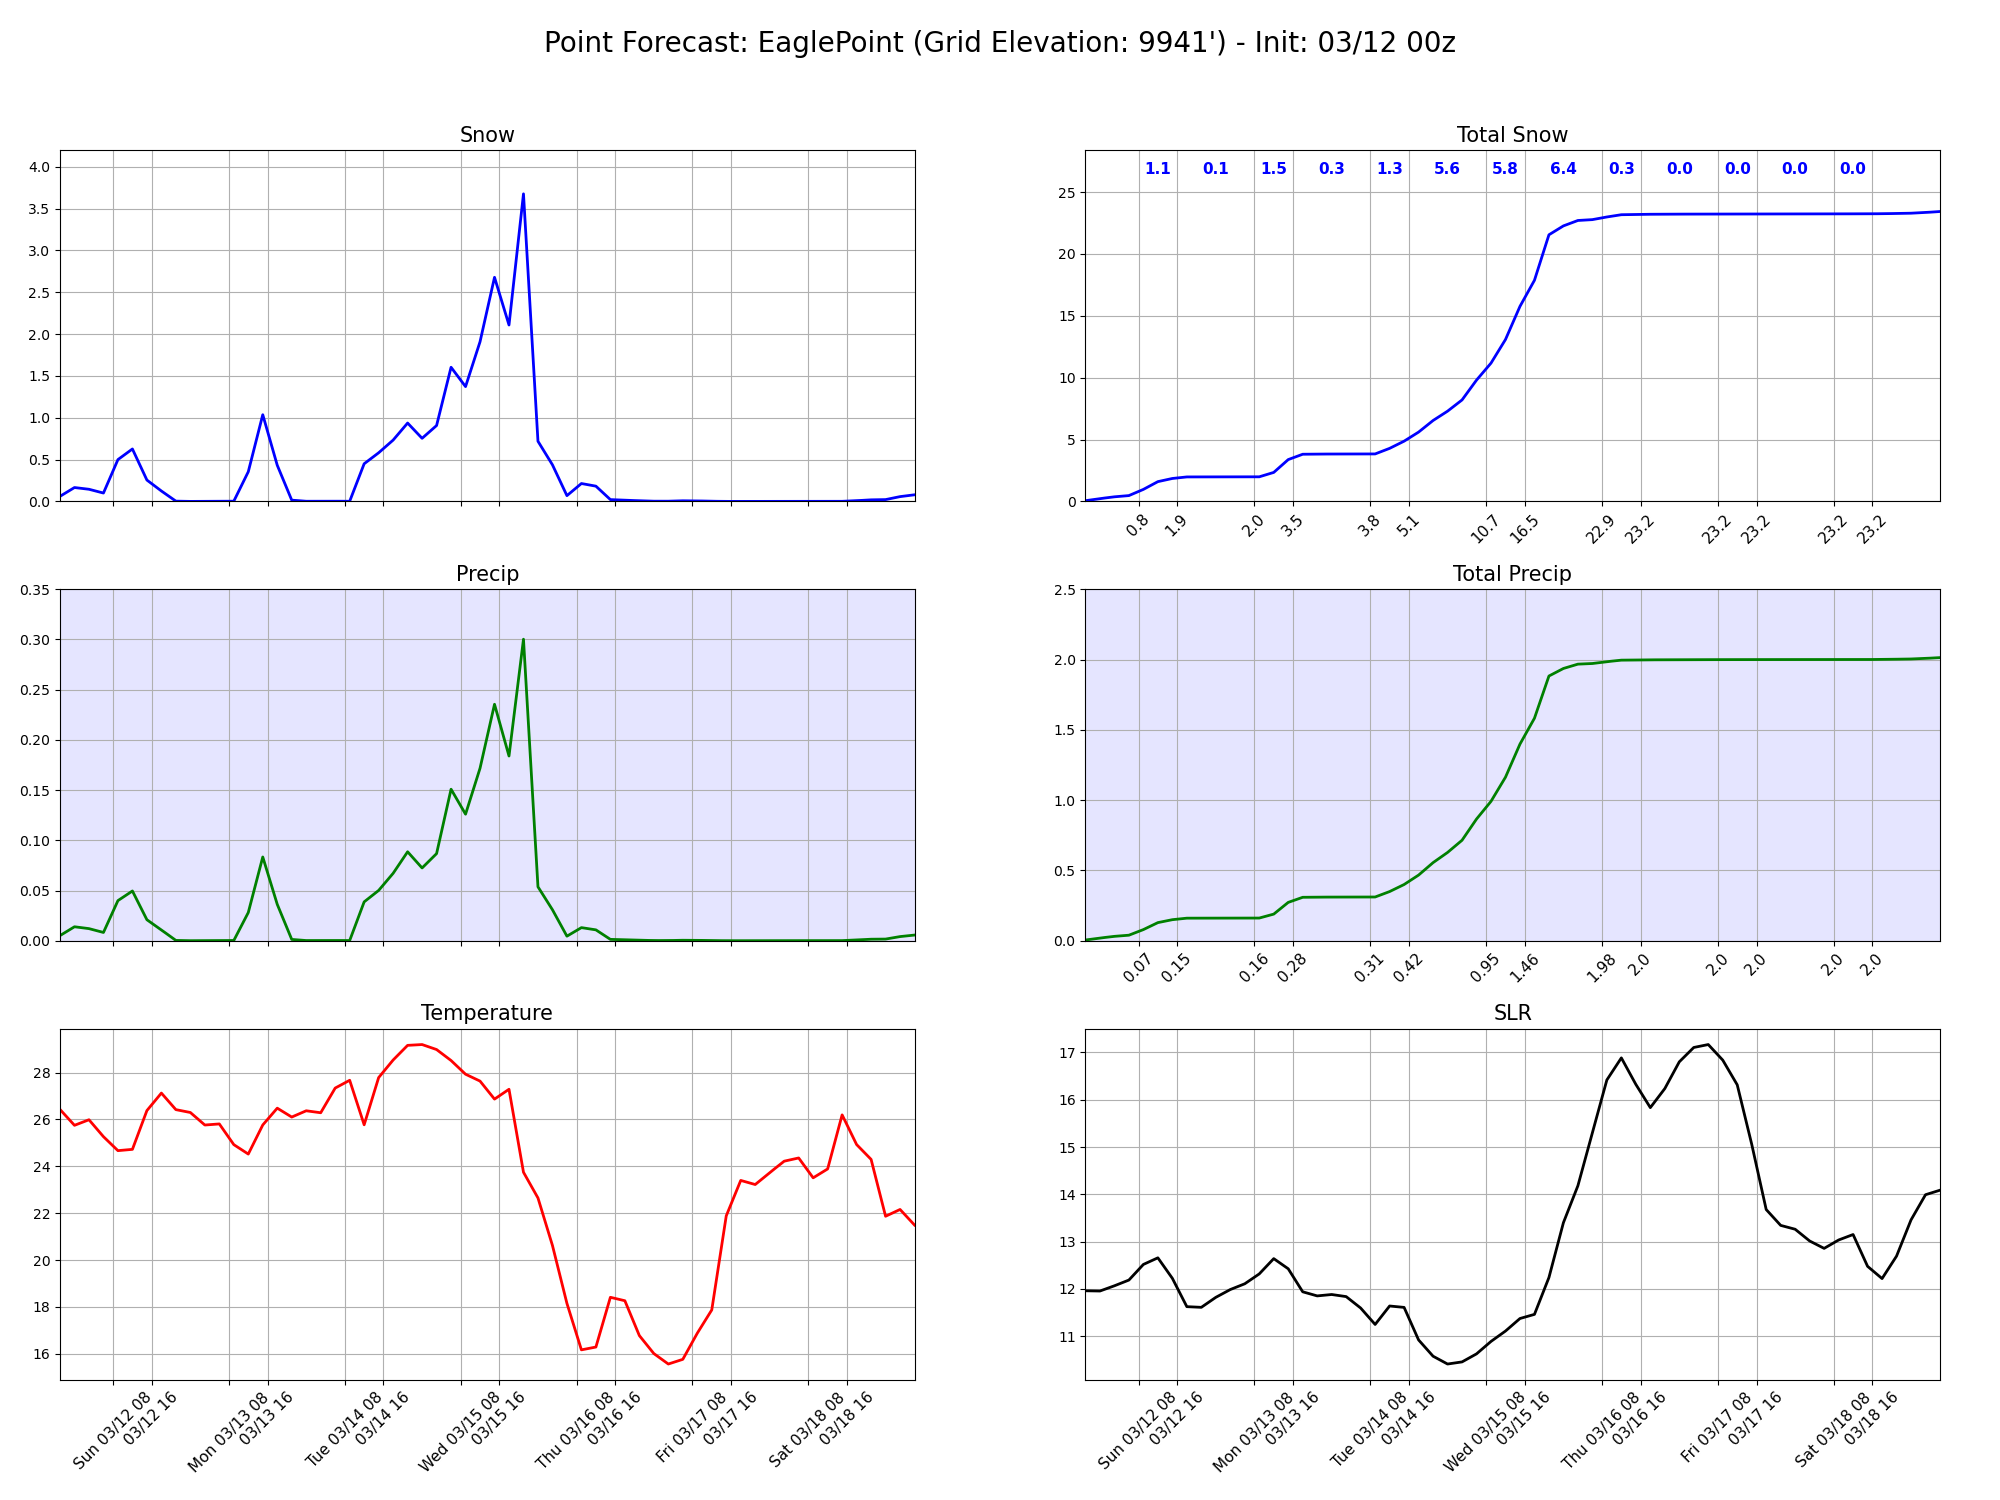 Point Forecast: EaglePoint (Grid Elevation: 9941') - Init: 03/12 00z
Snow
4.0
3.5
3.0
2.5
2.0
1.5
1.0
0.5
0.0
Total Snow
1.1 0.1 1.5 0.3 1.3 5.6 5.8 6.4 0.3 0.0 0.0 0.0 0.0
25
20
15
10
5
0
0.8 1.9 2.0 3.5 3.8 5.1 10.7 16.5 22.9 23.2 23.2 23.2 23.2 23.2
Precip
0.35
0.30
0.25
0.20
0.15
0.10
0.05
0.00
Total Precip
2.5
2.0
1.5
1.0
0.5
0.0
0.07 0.15 0.16 0.28 0.31 0.42 0.95 1.46 1.98 2.0 2.0 2.0 2.0 2.0
Temperature
28
26
24
22
20
18
16
Sun 03/12 08
03/12 16
Mon 03/13 08
03/13 16
Tue 03/14 08
03/14 16
Wed 03/15 08
03/15 16
Thu 03/16 08
03/16 16
Fri 03/17 08
03/17 16
Sat 03/18 08
03/18 16
SLR
17
16
15
14
13
12
11
Sun 03/12 08
03/12 16
Mon 03/13 08
03/13 16
Tue 03/14 08
03/14 16
Wed 03/15 08
03/15 16
Thu 03/16 08
03/16 16
Fri 03/17 08
03/17 16
Sat 03/18 08
03/18 16